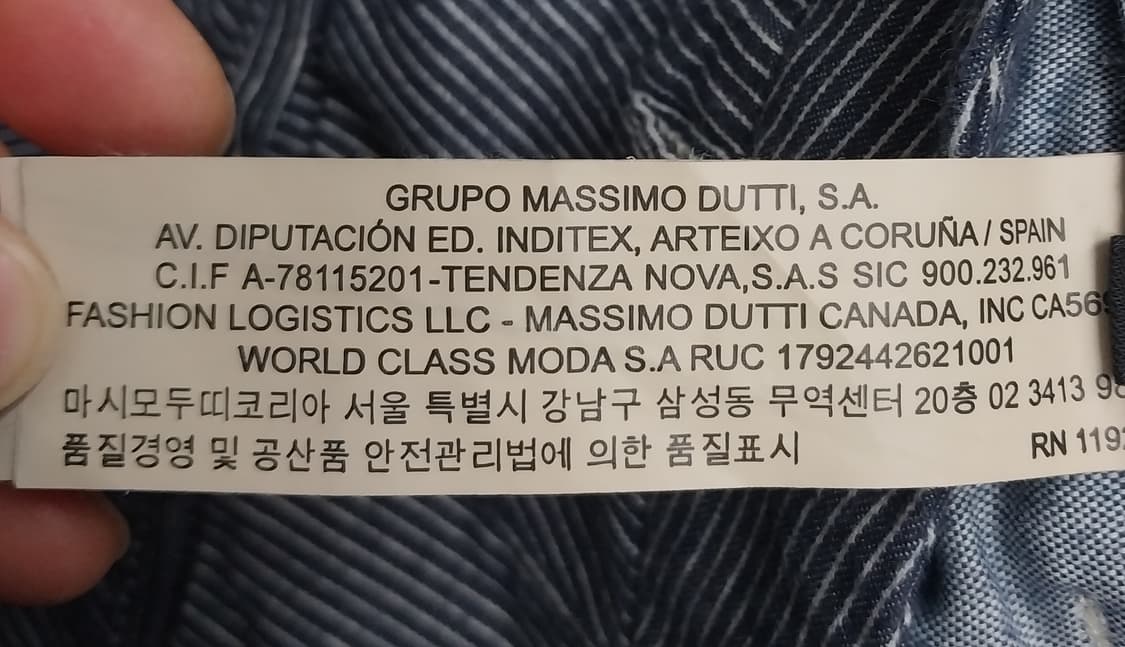 GRUPO MASSIMO DUTTI, S.A.
AV. DIPUTACIÓN ED. INDITEX, ARTEIXO A CORUÑA / SPAIN
C.I.F A-78115201-TENDENZA NOVA,S.A.S SIC 900.232.961
FASHION LOGISTICS LLC - MASSIMO DUTTI CANADA, INC
WORLD CLASS MODA S.A RUC 1792442621001
마시모두띠코리아 서울 특별시 강남구 삼성동 무역센터 20층 02 3413
품질경영 및 공산품 안전관리법에 의한 품질표시 RN